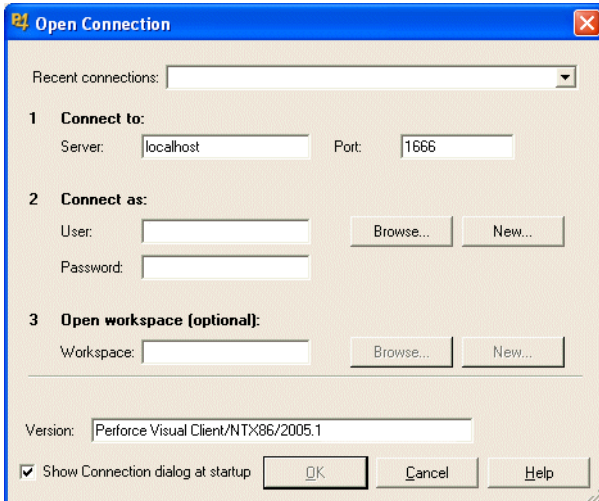 P4 Open Connection
Recent connections:
1 Connect to:
Server: localhost Port: 1666
2 Connect as:
User: Browse... New...
Password:
3 Open workspace (optional):
Workspace: Browse... New...
Version: Perforce Visual Client/NTX86/2005.1
Show Connection dialog at startup OK Cancel Help